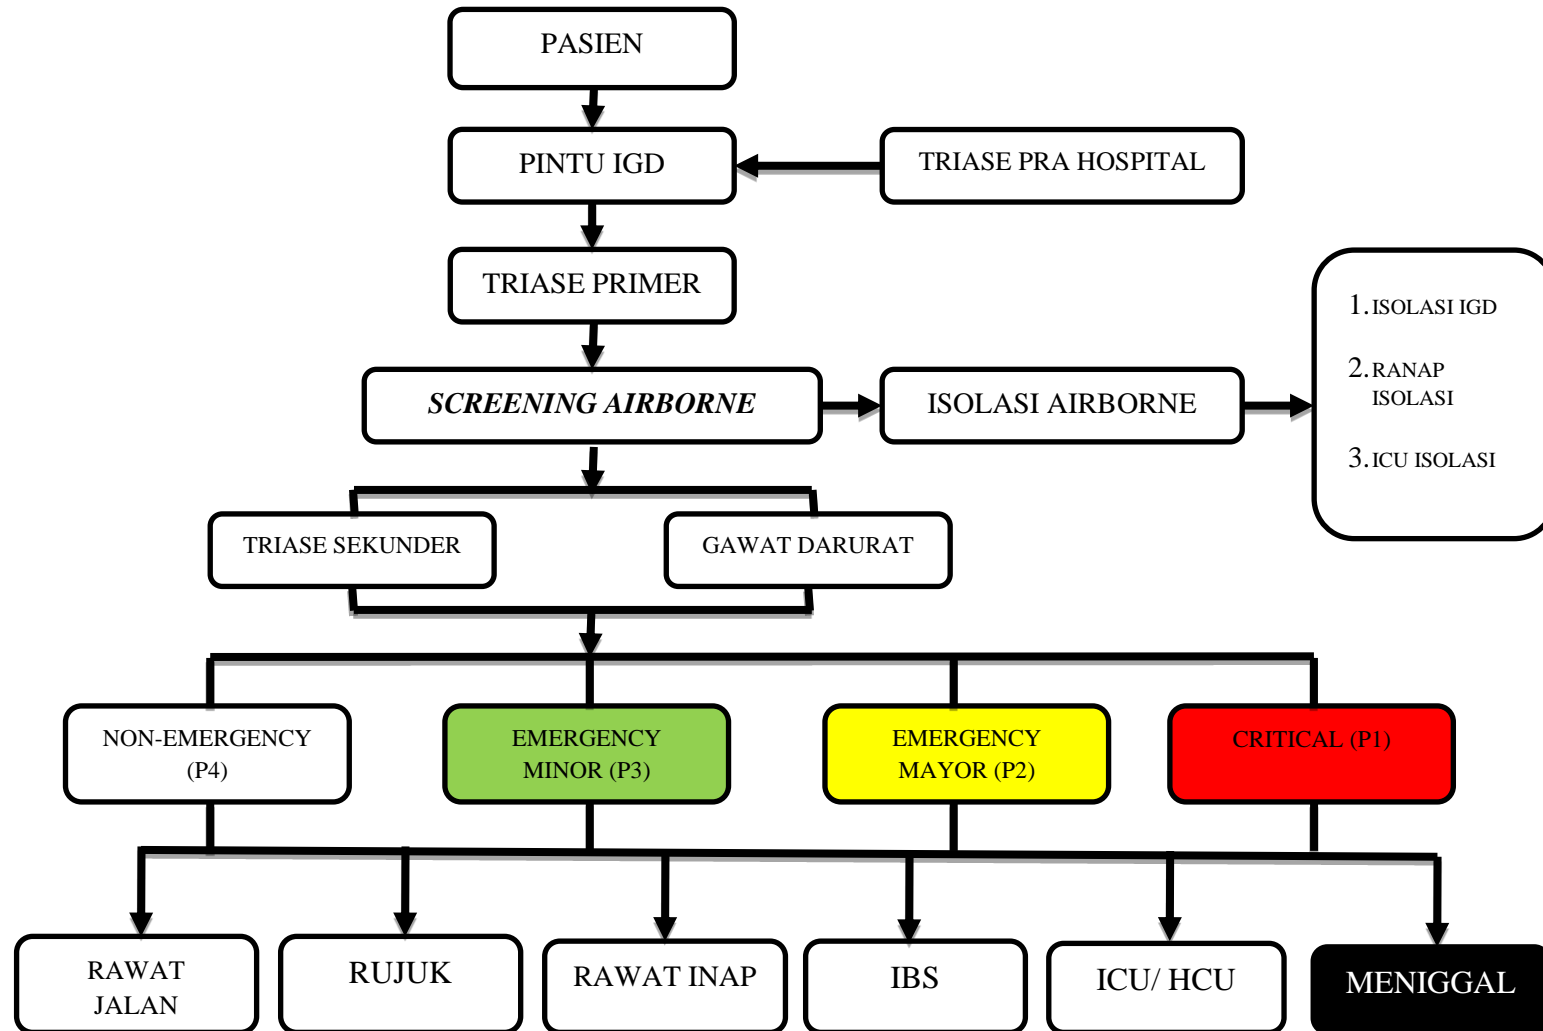 PASIEN
PINTU IGD
TRIASE PRA HOSPITAL
TRIASE PRIMER
SCREENING AIRBORNE
ISOLASI AIRBORNE
1. ISOLASI IGD
2. RANAP
ISOLASI
3. ICU ISOLASI
TRIASE SEKUNDER
GAWAT DARURAT
NON-EMERGENCY
(P4)
EMERGENCY
MINOR (P3)
EMERGENCY
MAYOR (P2)
CRITICAL (P1)
RAWAT
JALAN
RUJUK
RAWAT INAP
IBS
ICU/ HCU
MENIGGAL